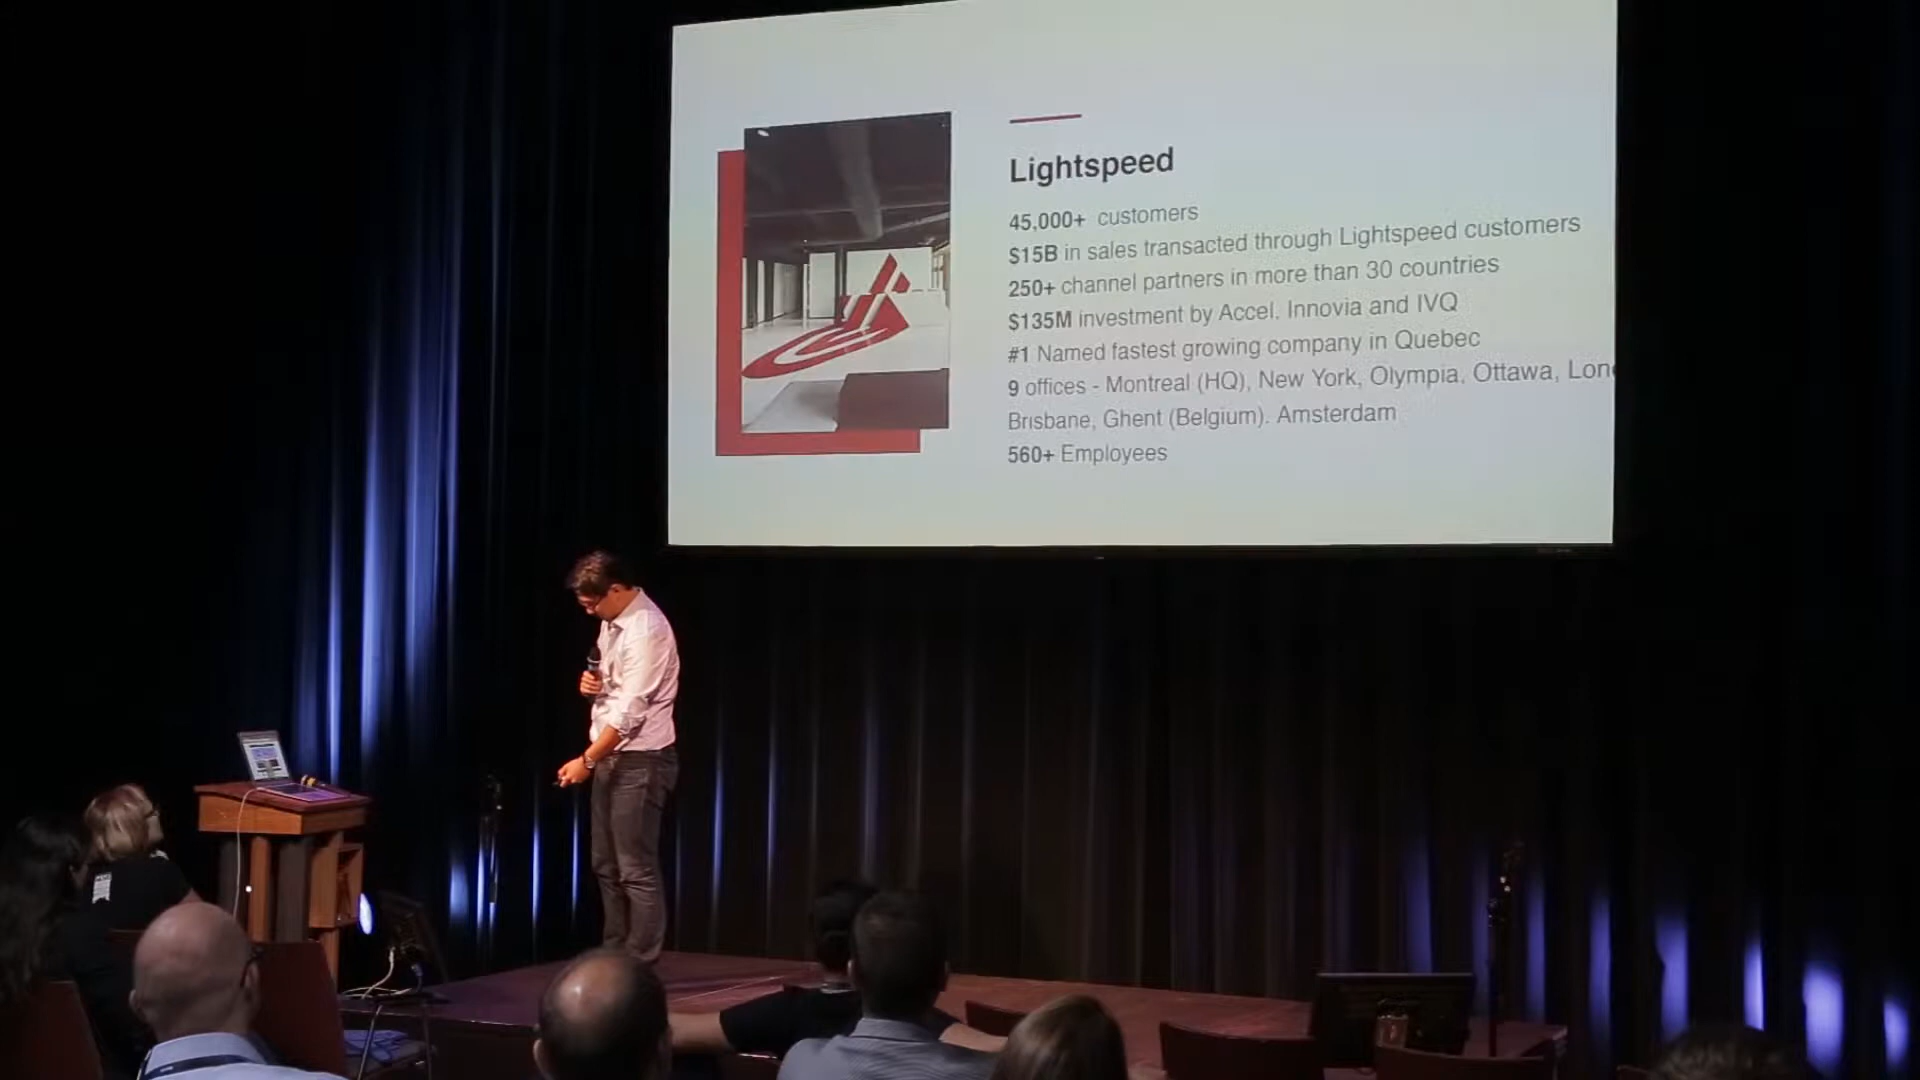 Lightspeed
45,000+ customers
$15B in sales transacted through Lightspeed customers
250+ channel partners in more than 30 countries
$135M investment by Accel, Innovia and IVQ
#1 Named fastest growing company in Quebec
9 offices - Montreal (HQ), New York, Olympia, Ottawa, Lon
Brisbane, Ghent (Belgium). Amsterdam
560+ Employees